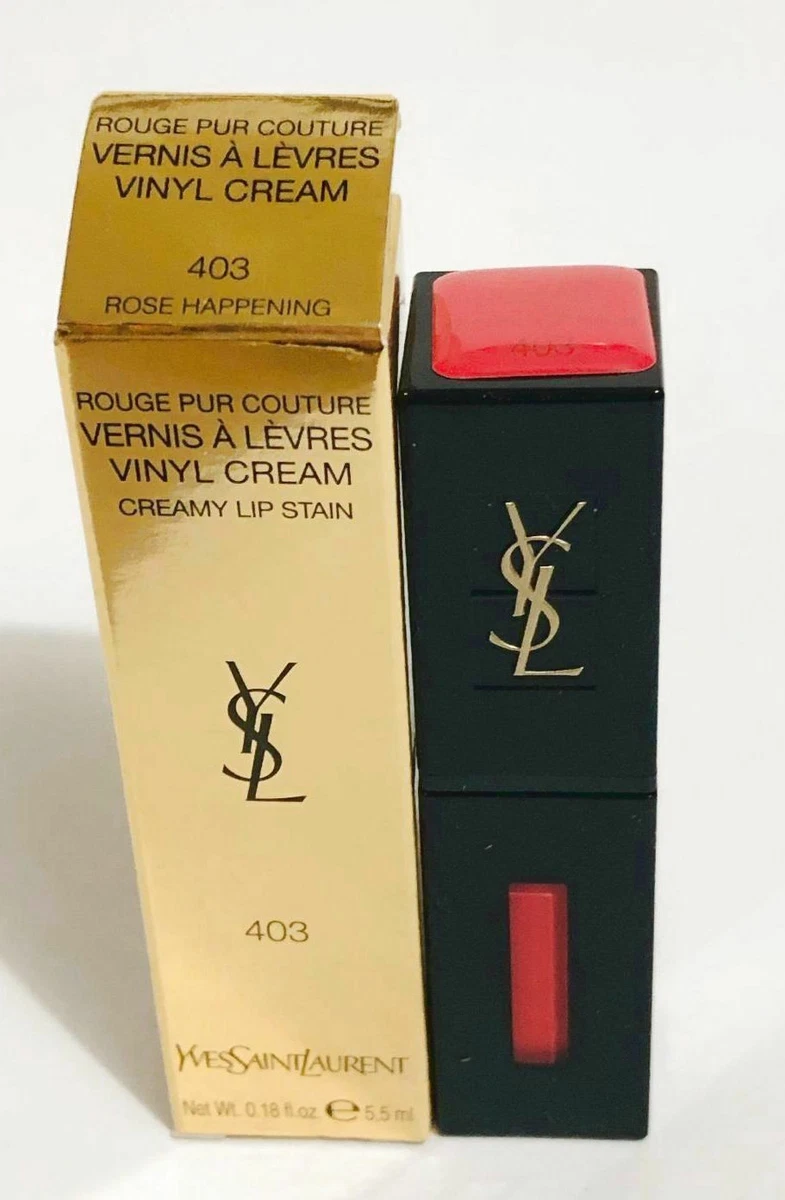 ROUGE PUR COUTURE
VERNIS À LÈVRES
VINYL CREAM
403
ROSE HAPPENING
ROUGE PUR COUTURE
VERNIS À LÈVRES
VINYL CREAM
CREAMY LIP STAIN
YSL
403
YVESSAINTLAURENT
Net Wt. 0.18 fl.oz. e 5,5 ml
403
YSL